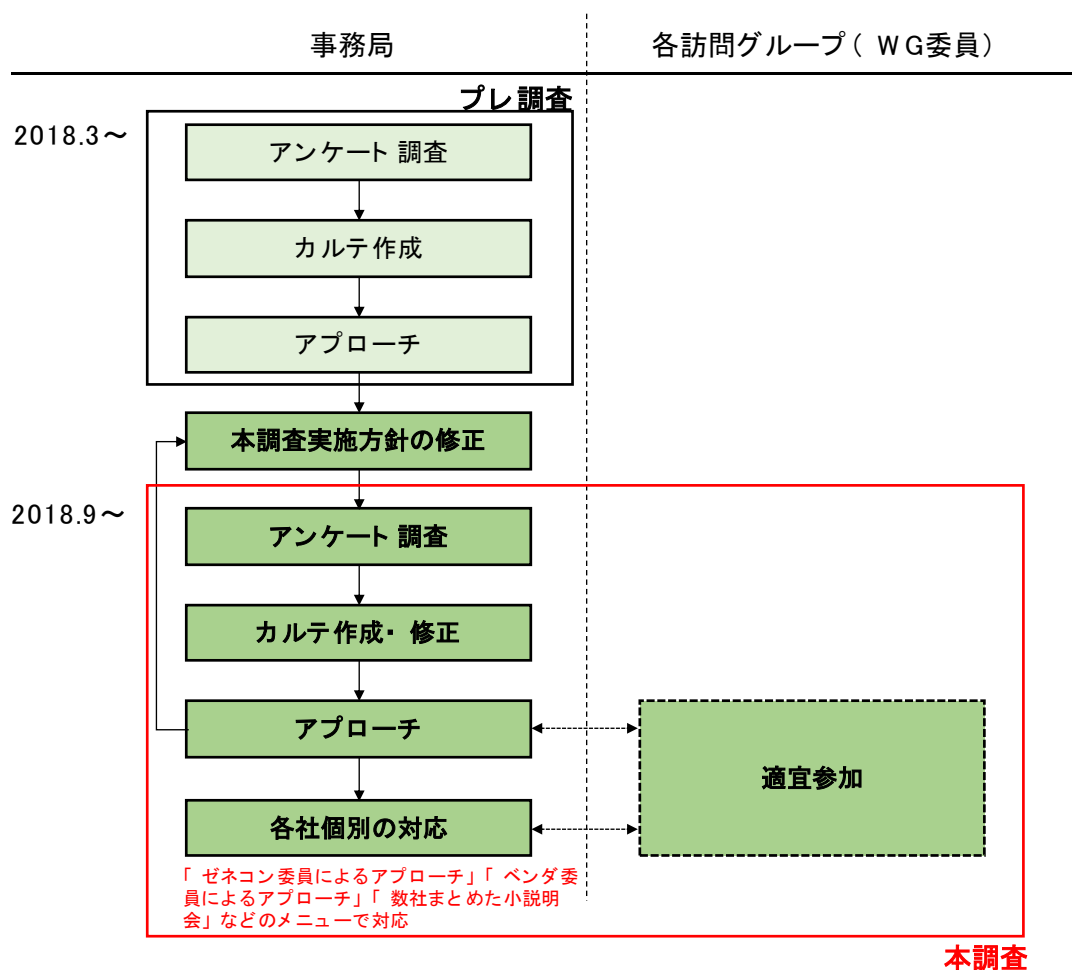 事務局
各訪問グループ(WG委員)
プレ調査
2018.3～
アンケート調査
カルテ作成
アプローチ
本調査実施方針の修正
2018.9～
アンケート調査
カルテ作成・修正
アプローチ
適宜参加
各社個別の対応
「ゼネコン委員によるアプローチ」「ベンダ委
員によるアプローチ」「数社まとめた小説明
会」などのメニューで対応
本調査